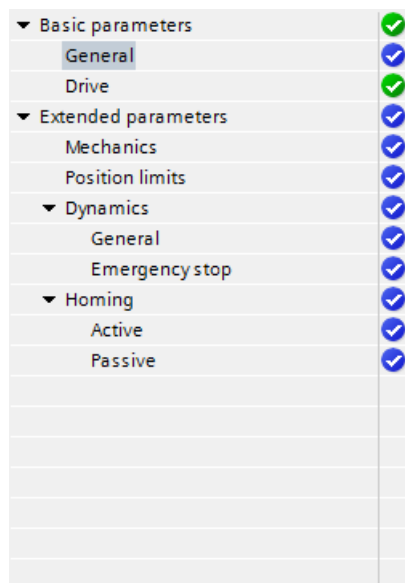 Basic parameters
General
Drive
Extended parameters
Mechanics
Position limits
Dynamics
General
Emergency stop
Homing
Active
Passive